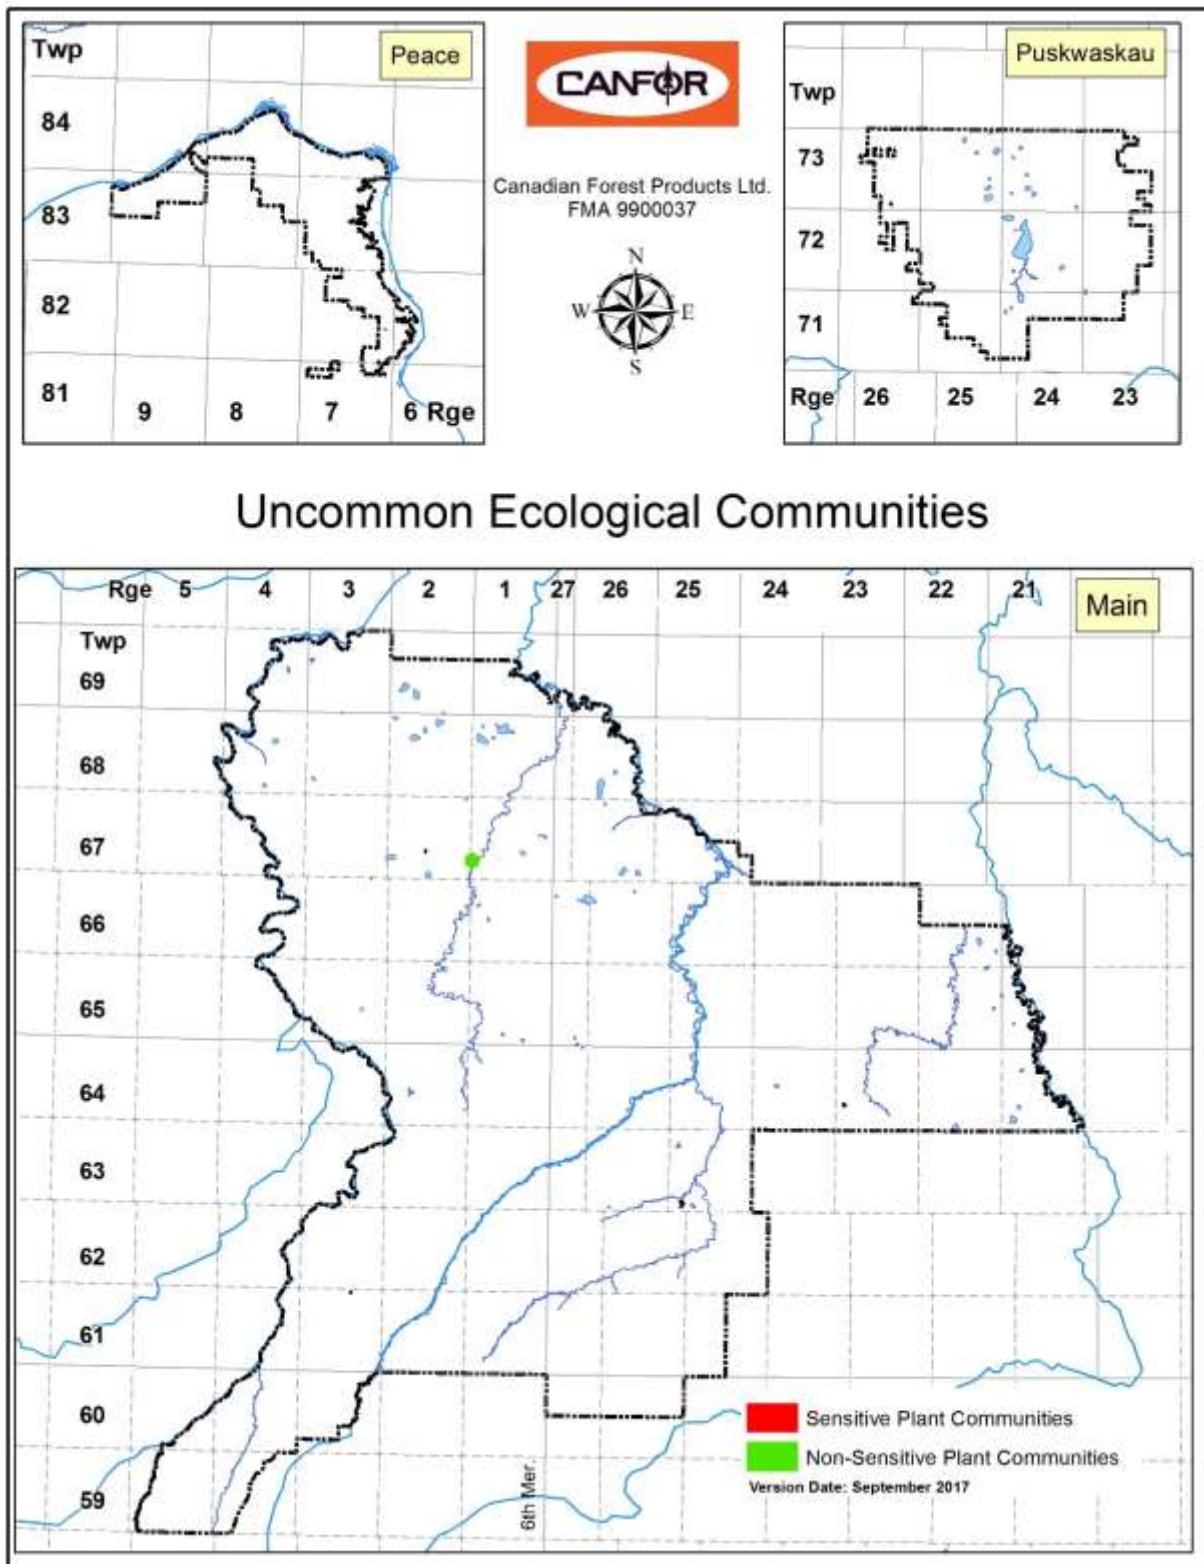 Twp
Peace
84
83
82
81
9 8 7 6 Rge
CANFOR
Canadian Forest Products Ltd.
FMA 9900037
N
W E
S
Puskwaskau
Twp
73
72
71
Rge 26 25 24 23
Uncommon Ecological Communities
Rge 5 4 3 2 1 27 26 25 24 23 22 21
Main
Twp
69
68
67
66
65
64
63
62
61
60
59
6th Mer.
Sensitive Plant Communities
Non-Sensitive Plant Communities
Version Date: September 2017